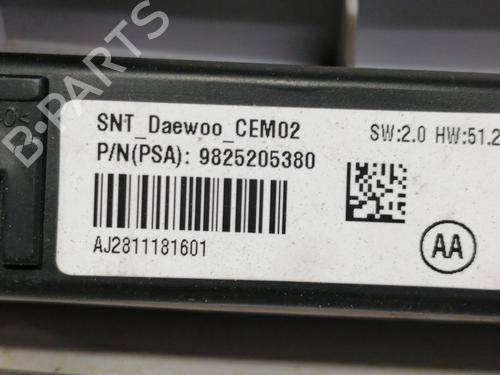 B-PARTS
SNT_Daewoo_CEM02
SW:2.0 HW:51.2
P/N(PSA): 9825205380
AJ2811181601
AA